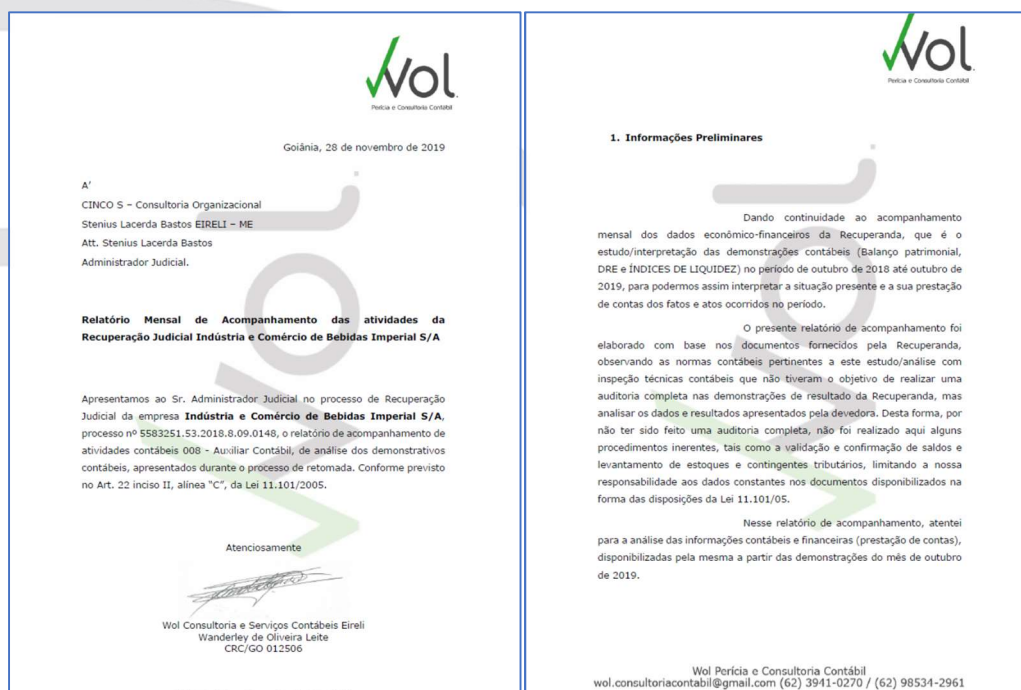 Wol
Perícia e Consultoria Contábil
Goiânia, 28 de novembro de 2019
A'
CINCO S – Consultoria Organizacional
Stenius Lacerda Bastos EIRELI – ME
Att. Stenius Lacerda Bastos
Administrador Judicial.
Relatório Mensal de Acompanhamento das atividades da
Recuperação Judicial Indústria e Comércio de Bebidas Imperial S/A
Apresentamos ao Sr. Administrador Judicial no processo de Recuperação
Judicial da empresa Indústria e Comércio de Bebidas Imperial S/A,
processo nº 5583251.53.2018.8.09.0148, o relatório de acompanhamento de
atividades contábeis 008 - Auxiliar Contábil, de análise dos demonstrativos
contábeis, apresentados durante o processo de retomada. Conforme previsto
no Art. 22 inciso II, alínea "C", da Lei 11.101/2005.
Atenciosamente
Wol Consultoria e Serviços Contábeis Eireli
Wanderley de Oliveira Leite
CRC/GO 012506
Wol
Perícia e Consultoria Contábil
1. Informações Preliminares
Dando continuidade ao acompanhamento
mensal dos dados econômico-financeiros da Recuperanda, que é o
estudo/interpretação das demonstrações contábeis (Balanço patrimonial,
DRE e ÍNDICES DE LIQUIDEZ) no período de outubro de 2018 até outubro de
2019, para podermos assim interpretar a situação presente e a sua prestação
de contas dos fatos e atos ocorridos no período.
O presente relatório de acompanhamento foi
elaborado com base nos documentos fornecidos pela Recuperanda,
observando as normas contábeis pertinentes a este estudo/análise com
inspeção técnicas contábeis que não tiveram o objetivo de realizar uma
auditoria completa nas demonstrações de resultado da Recuperanda, mas
analisar os dados e resultados apresentados pela devedora. Desta forma, por
não ter sido feito uma auditoria completa, não foi realizado aqui alguns
procedimentos inerentes, tais como a validação e confirmação de saldos e
levantamento de estoques e contingentes tributários, limitando a nossa
responsabilidade aos dados constantes nos documentos disponibilizados na
forma das disposições da Lei 11.101/05.
Nesse relatório de acompanhamento, atentei
para a análise das informações contábeis e financeiras (prestação de contas),
disponibilizadas pela mesma a partir das demonstrações do mês de outubro
de 2019.
Wol Perícia e Consultoria Contábil
wol.consultoriacontabil@gmail.com (62) 3941-0270 / (62) 98534-2961